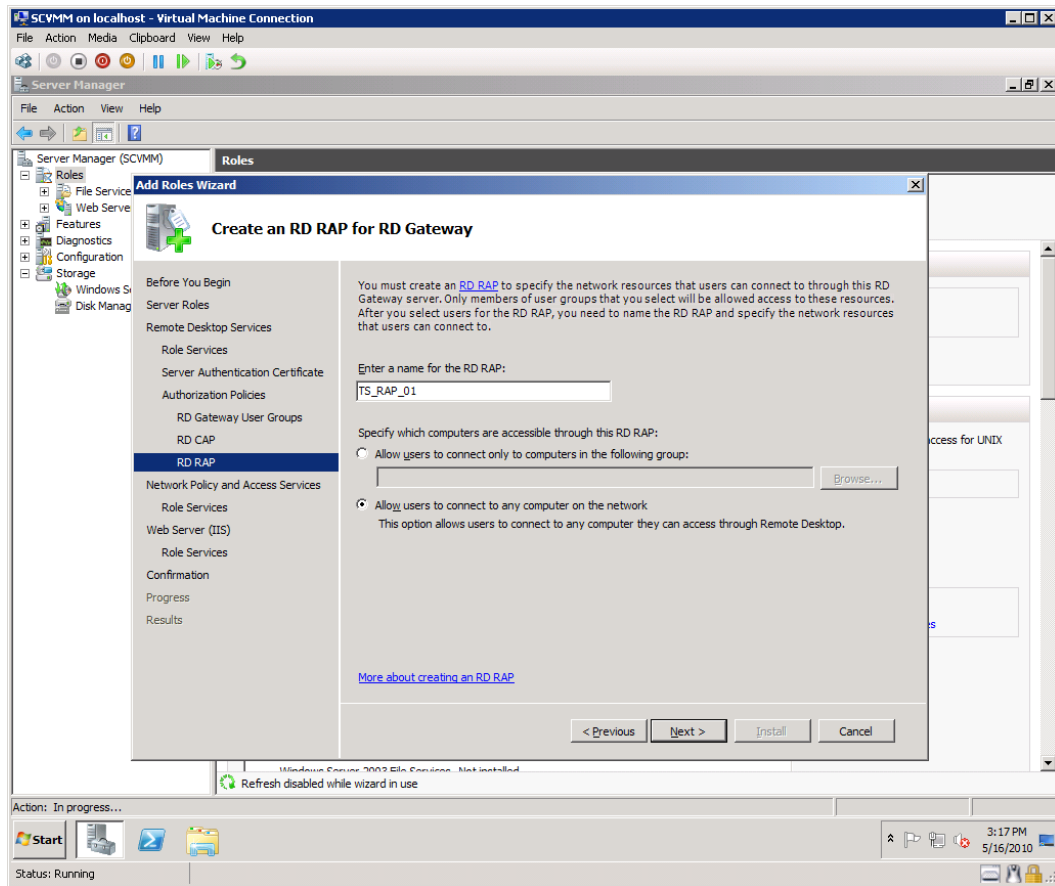 SCVMM on localhost - Virtual Machine Connection
File Action Media Clipboard View Help
Server Manager
File Action View Help
Server Manager (SCVMM)
Roles
Roles
File Service
Web Serve
Features
Diagnostics
Configuration
Storage
Windows S
Disk Manag
Add Roles Wizard
Create an RD RAP for RD Gateway
Before You Begin
Server Roles
Remote Desktop Services
Role Services
Server Authentication Certificate
Authorization Policies
RD Gateway User Groups
RD CAP
RD RAP
Network Policy and Access Services
Role Services
Web Server (IIS)
Role Services
Confirmation
Progress
Results
You must create an RD RAP to specify the network resources that users can connect to through this RD
Gateway server. Only members of user groups that you select will be allowed access to these resources.
After you select users for the RD RAP, you need to name the RD RAP and specify the network resources
that users can connect to.
Enter a name for the RD RAP:
TS_RAP_01
Specify which computers are accessible through this RD RAP:
Allow users to connect only to computers in the following group:
Browse...
Allow users to connect to any computer on the network
This option allows users to connect to any computer they can access through Remote Desktop.
More about creating an RD RAP
< Previous Next > Install Cancel
access for UNIX
es
Windows Server 2003 File Services Not installed
Refresh disabled while wizard in use
Action: In progress...
Start
3:17 PM
5/16/2010
Status: Running